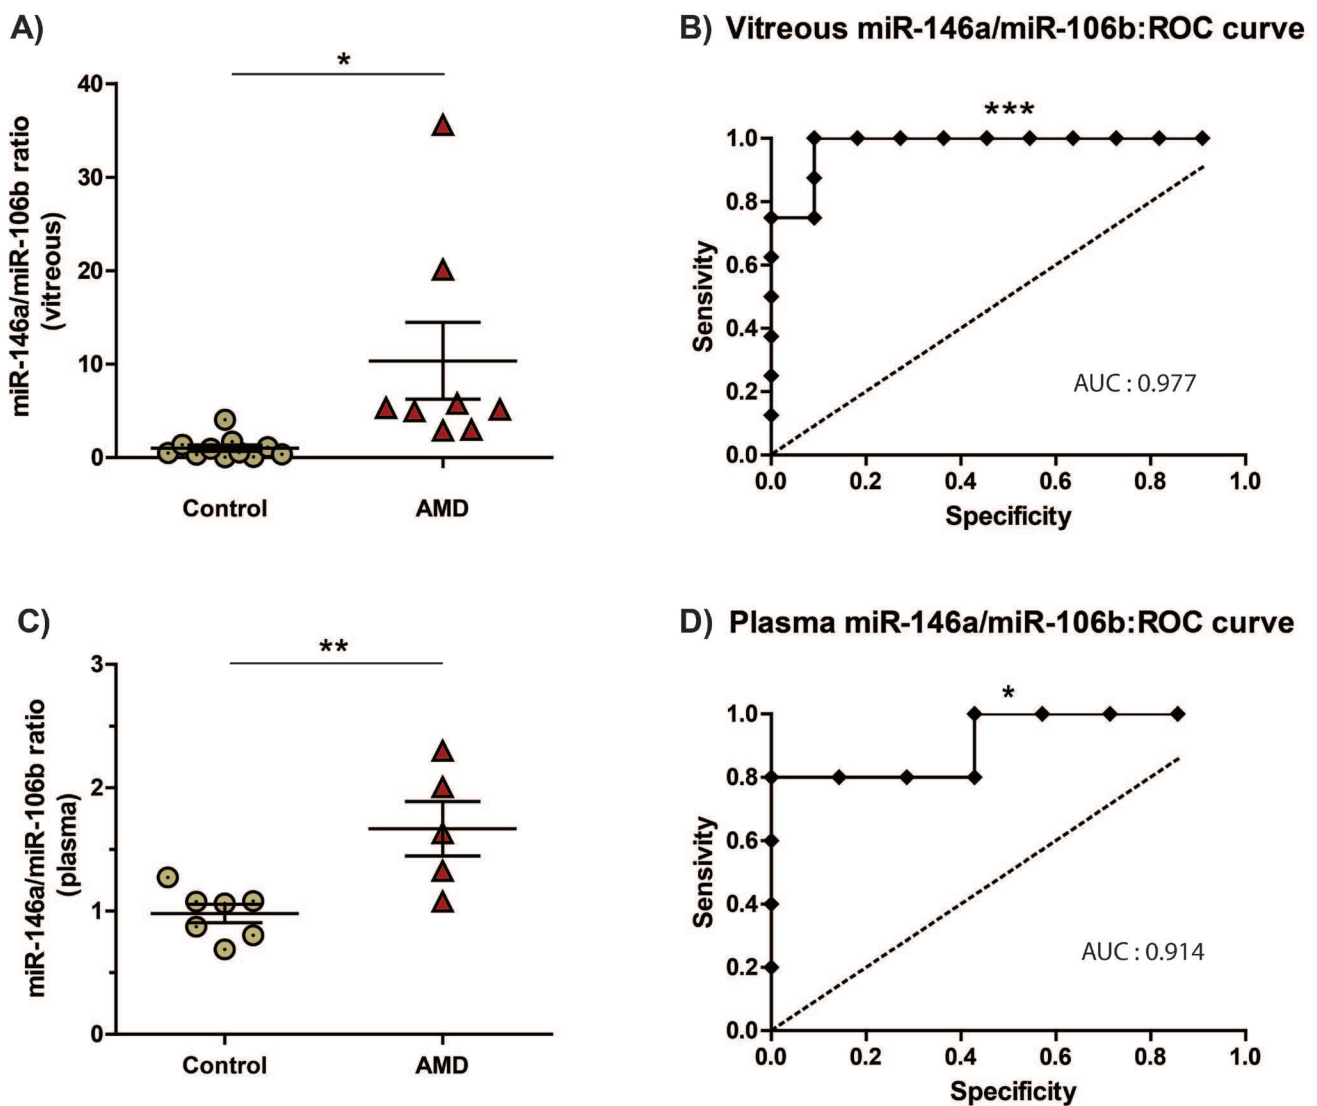 A)
*
40
30
20
10
0
miR-146a/miR-106b ratio
(vitreous)
Control
AMD
B) Vitreous miR-146a/miR-106b:ROC curve
***
1.0
0.8
0.6
0.4
0.2
0.0
Sensivity
AUC : 0.977
0.0 0.2 0.4 0.6 0.8 1.0
Specificity
C)
**
3
2
1
0
miR-146a/miR-106b ratio
(plasma)
Control
AMD
D) Plasma miR-146a/miR-106b:ROC curve
*
1.0
0.8
0.6
0.4
0.2
0.0
Sensivity
AUC : 0.914
0.0 0.2 0.4 0.6 0.8 1.0
Specificity